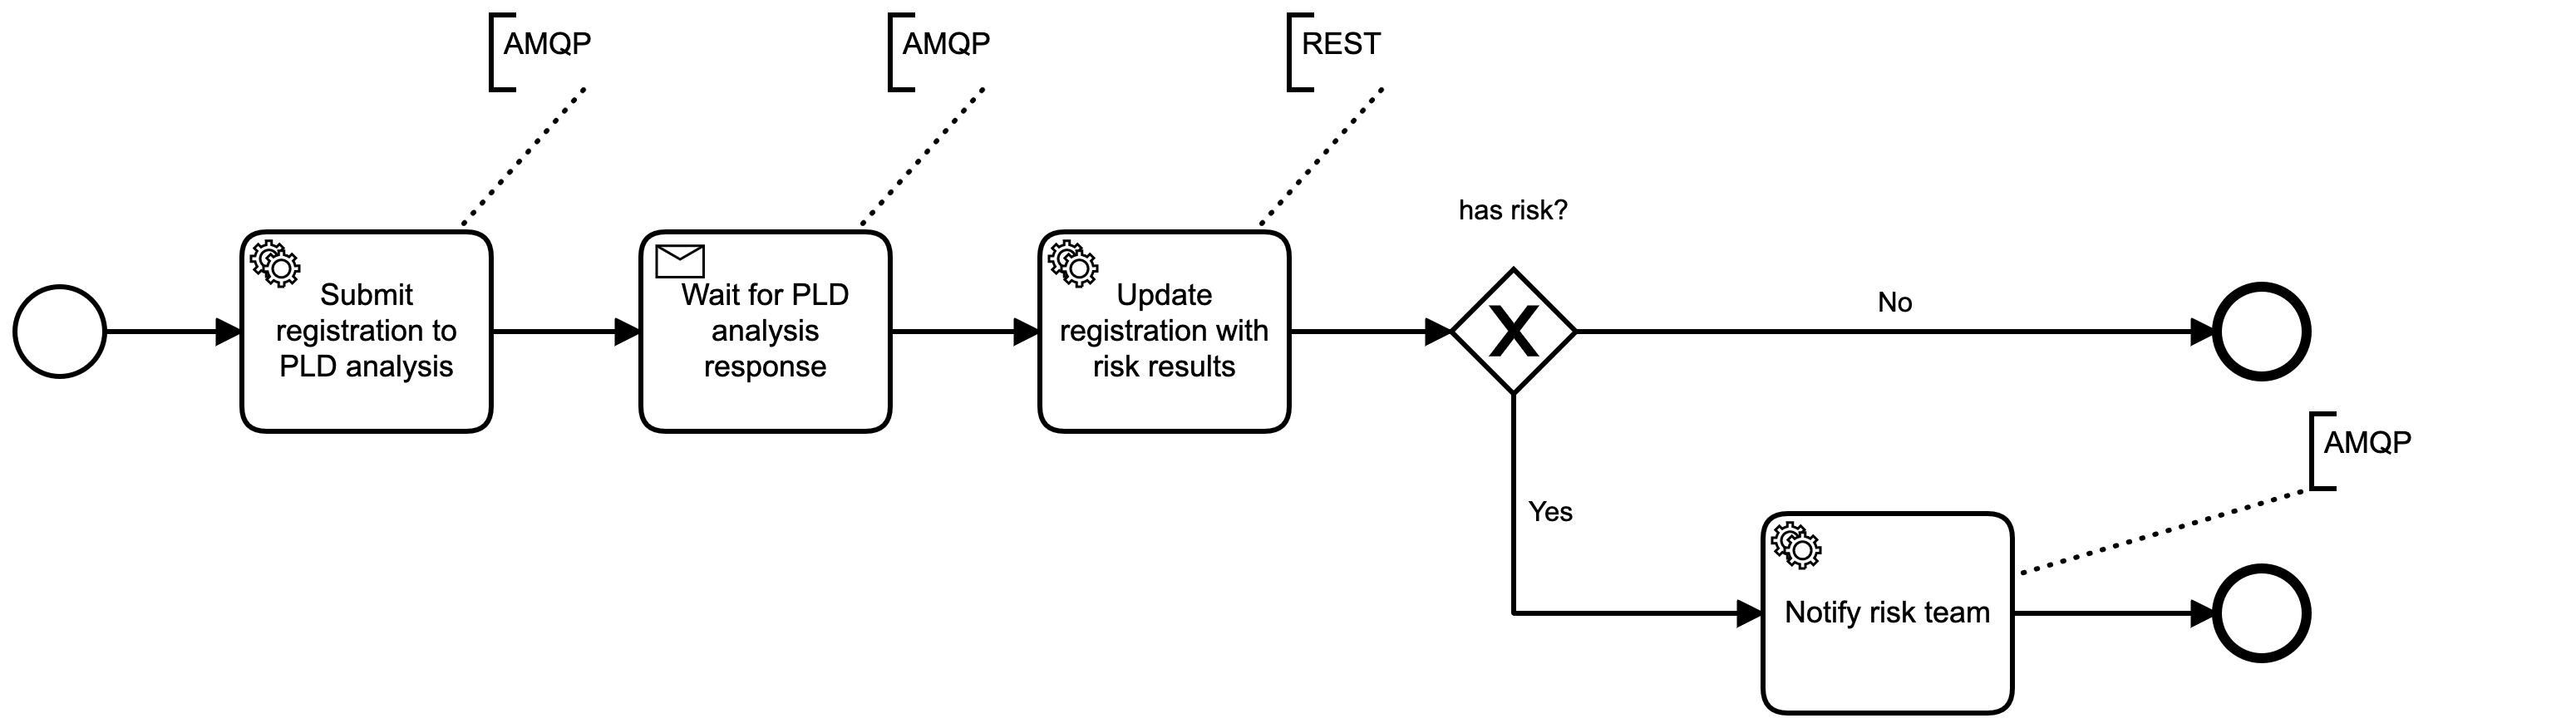 AMQP
AMQP
REST
has risk?
Submit
registration to
PLD analysis
Wait for PLD
analysis
response
Update
registration with
risk results
X
No
AMQP
Yes
Notify risk team